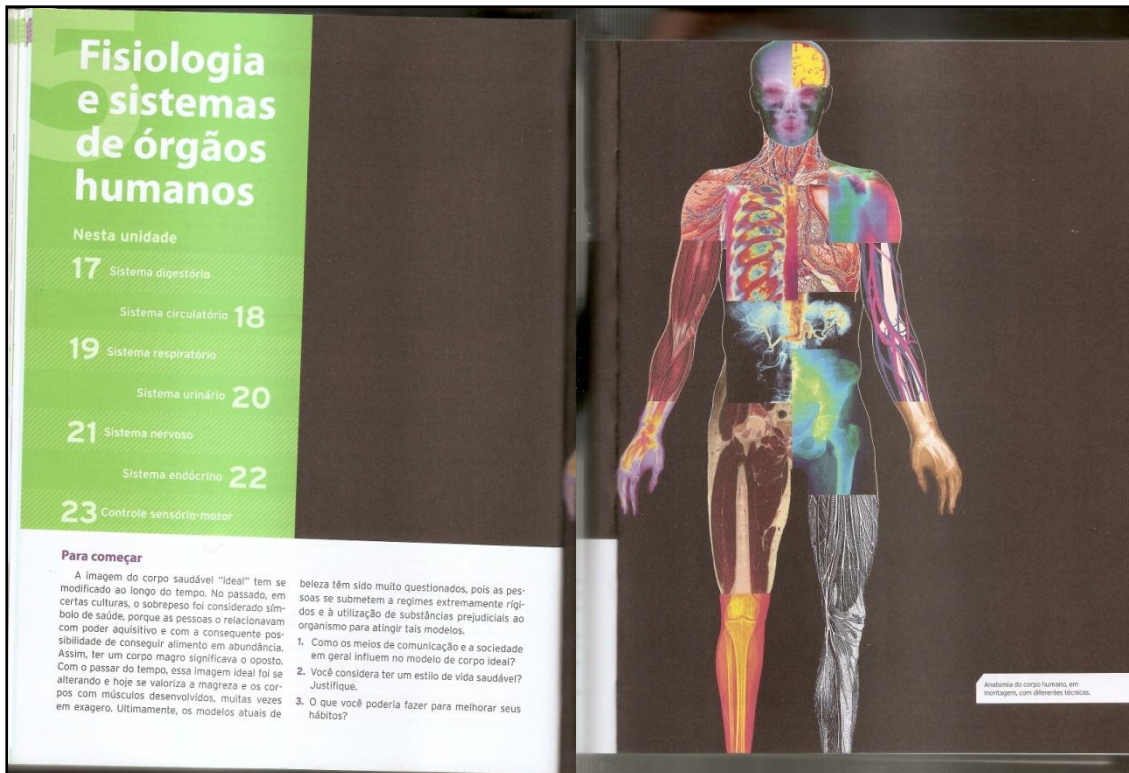 5
Fisiologia
e sistemas
de órgãos
humanos
Nesta unidade
17 Sistema digestório
Sistema circulatório 18
19 Sistema respiratório
Sistema urinário 20
21 Sistema nervoso
Sistema endócrino 22
23 Controle sensório-motor
Para começar
A imagem do corpo saudável "ideal" tem se
modificado ao longo do tempo. No passado, em
certas culturas, o sobrepeso foi considerado sím-
bolo de saúde, porque as pessoas o relacionavam
com poder aquisitivo e com a consequente pos-
sibilidade de conseguir alimento em abundância.
Assim, ter um corpo magro significava o oposto.
Com o passar do tempo, essa imagem ideal foi se
alterando e hoje se valoriza a magreza e os cor-
pos com músculos desenvolvidos, muitas vezes
em exagero. Ultimamente, os modelos atuais de
beleza têm sido muito questionados, pois as pes-
soas se submetem a regimes extremamente rígi-
dos e à utilização de substâncias prejudiciais ao
organismo para atingir tais modelos.
1. Como os meios de comunicação e a sociedade
em geral influem no modelo de corpo ideal?
2. Você considera ter um estilo de vida saudável?
Justifique.
3. O que você poderia fazer para melhorar seus
hábitos?
Anatomia do corpo humano, em
montagem, com diferentes técnicas.